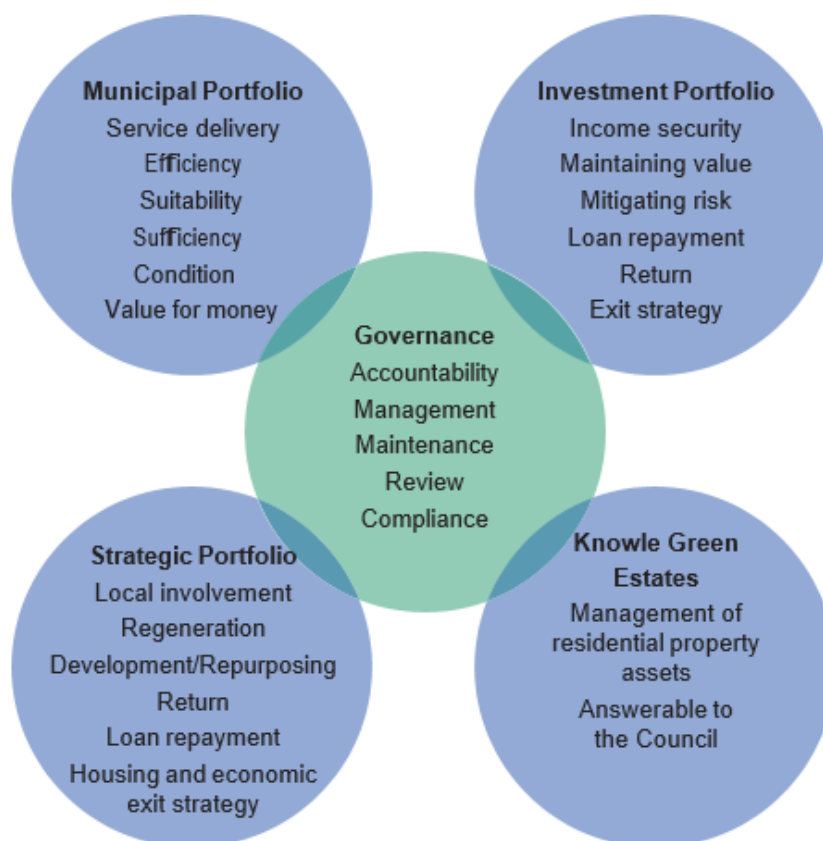 Municipal Portfolio
Service delivery
Efficiency
Suitability
Sufficiency
Condition
Value for money
Investment Portfolio
Income security
Maintaining value
Mitigating risk
Loan repayment
Return
Exit strategy
Governance
Accountability
Management
Maintenance
Review
Compliance
Strategic Portfolio
Local involvement
Regeneration
Development/Repurposing
Return
Loan repayment
Housing and economic
exit strategy
Knowle Green
Estates
Management of
residential property
assets
Answerable to
the Council